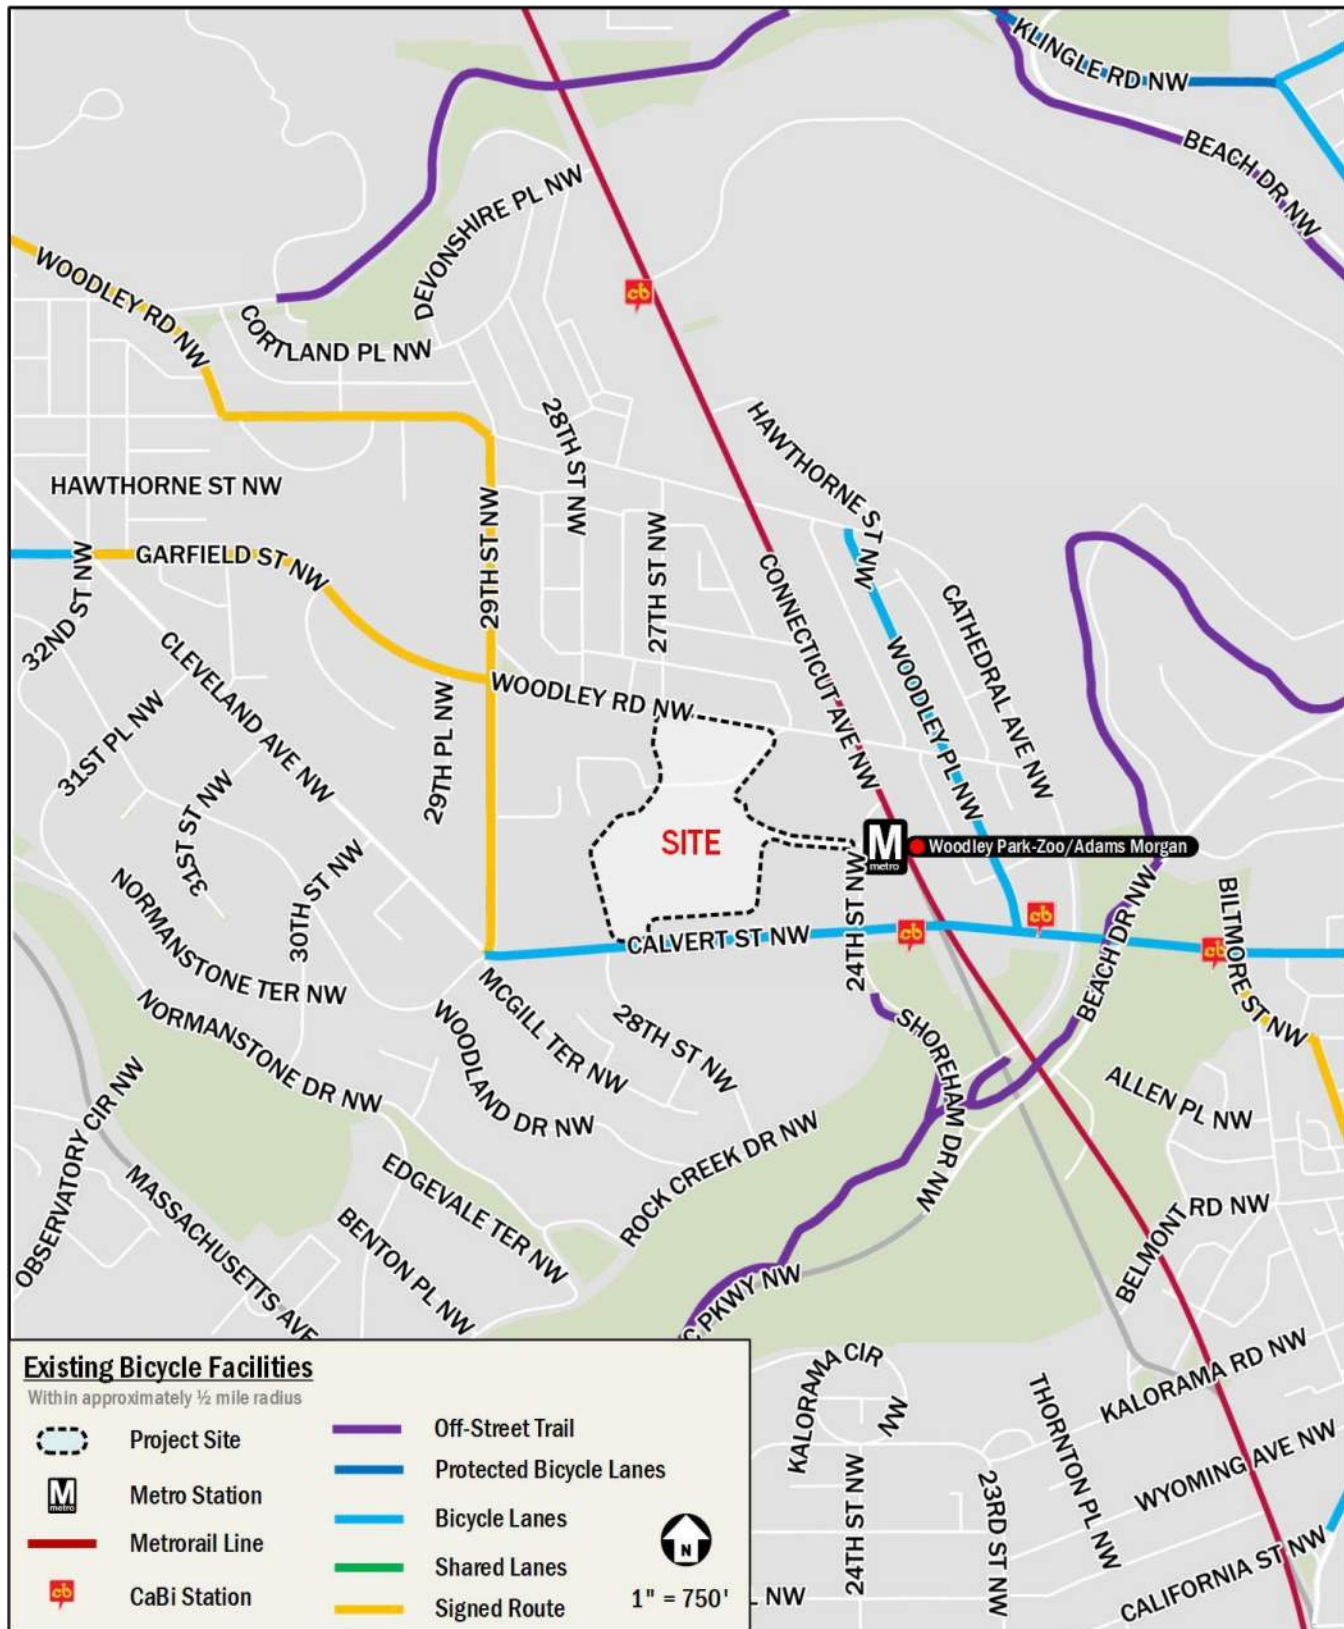 KLINGLE RD NW
BEACH DR NW
DEVONSHIRE PL NW
WOODLEY RD NW
cb
CORTLAND PL NW
28TH ST NW
HAWTHORNE ST NW
HAWTHORNE ST NW
29TH ST NW
27TH ST NW
GARFIELD ST NW
32ND ST NW
CONNECTICUT AVE NW
CATHEDRAL AVE NW
CLEVELAND AVE NW
WOODLEY PL NW
WOODLEY RD NW
31ST PL NW
29TH PL NW
31ST ST NW
SITE
M
metro
Woodley Park-Zoo/Adams Morgan
30TH ST NW
NORMANSTONE TER NW
CALVERT ST NW
24TH ST NW
cb
cb
cb
BILTMORE ST NW
BEACH DR NW
MCGILL TER NW
NORMANSTONE DR NW
WOODLAND DR NW
28TH ST NW
SHOREHAM DR NW
ALLEN PL NW
OBSERVATORY CIR NW
ROCK CREEK DR NW
EDGEVALE TER NW
MASSACHUSETTS AVE
BENTON PL NW
BELMONT RD NW
C PKWY NW
KALORAMA CIR NW
KALORAMA RD NW
THORNTON PL NW
WYOMING AVE NW
24TH ST NW
23RD ST NW
CALIFORNIA ST NW
L NW
Existing Bicycle Facilities
Within approximately ½ mile radius
Project Site
M
metro
Metro Station
Metrorail Line
cb
CaBi Station
Off-Street Trail
Protected Bicycle Lanes
Bicycle Lanes
Shared Lanes
Signed Route
N
1" = 750'